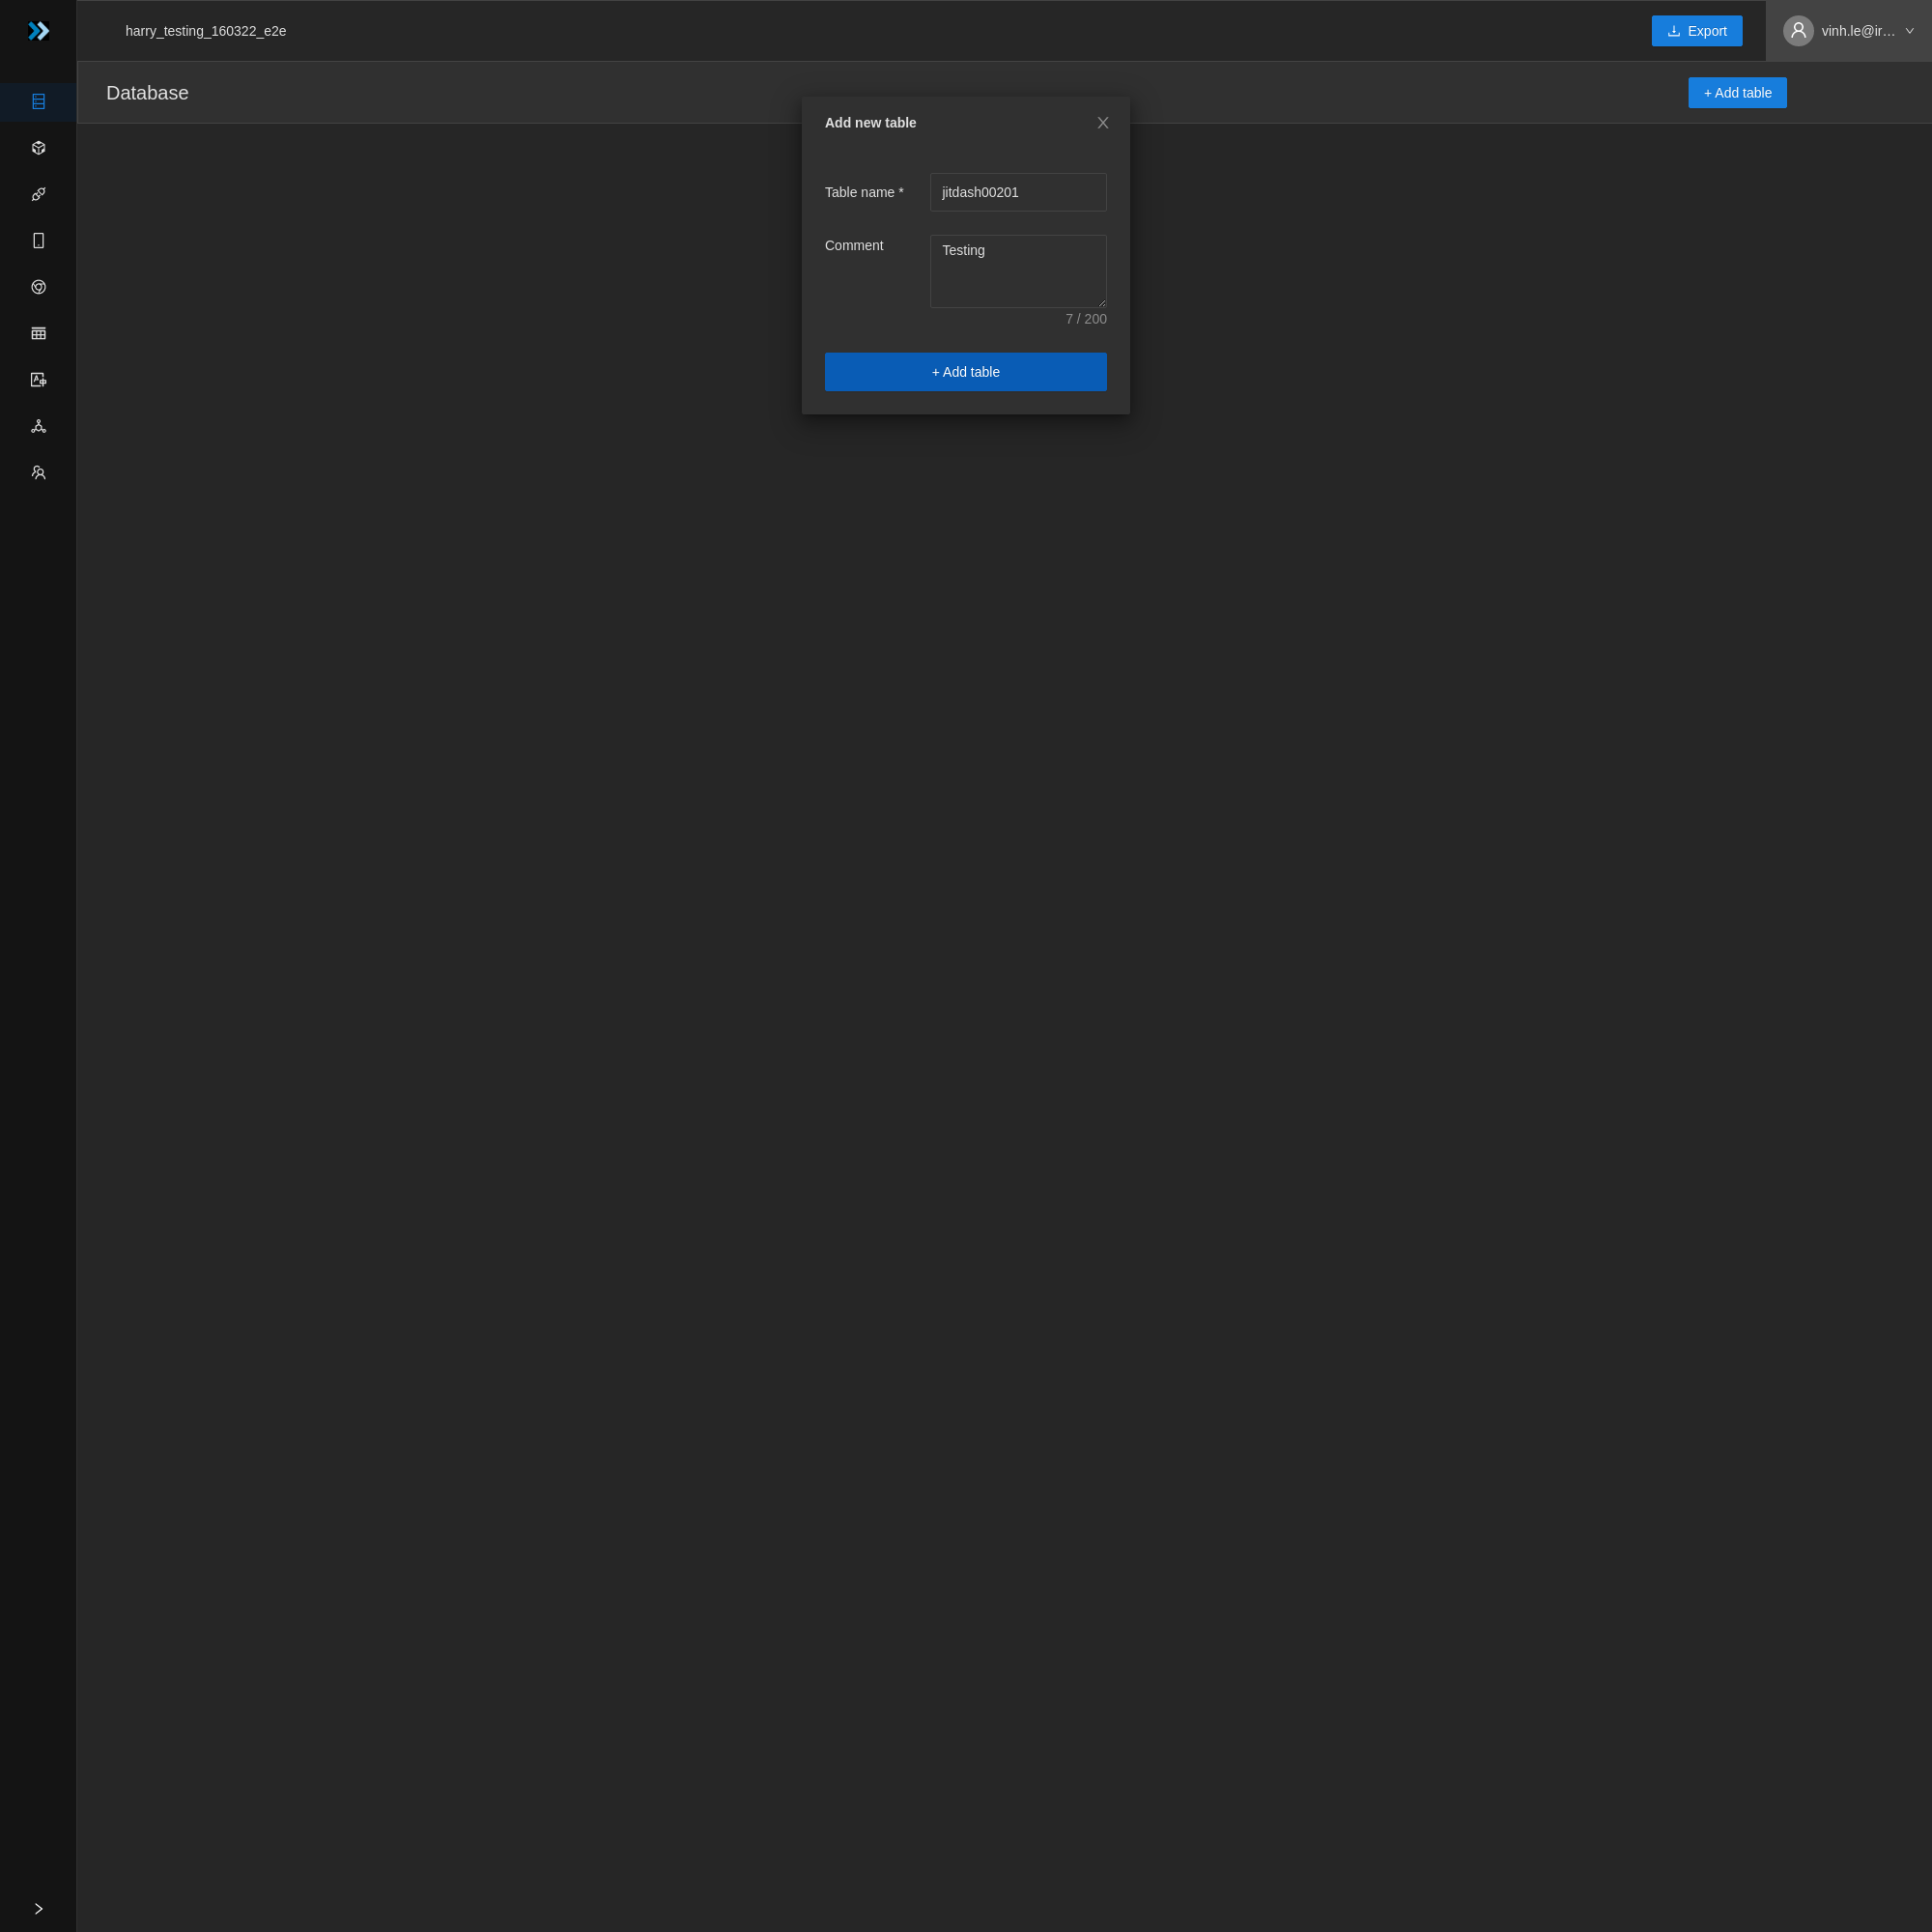 harry_testing_160322_e2e
Export
vinh.le@ir…
Database
+ Add table
Add new table
Table name *
jitdash00201
Comment
Testing
7 / 200
+ Add table